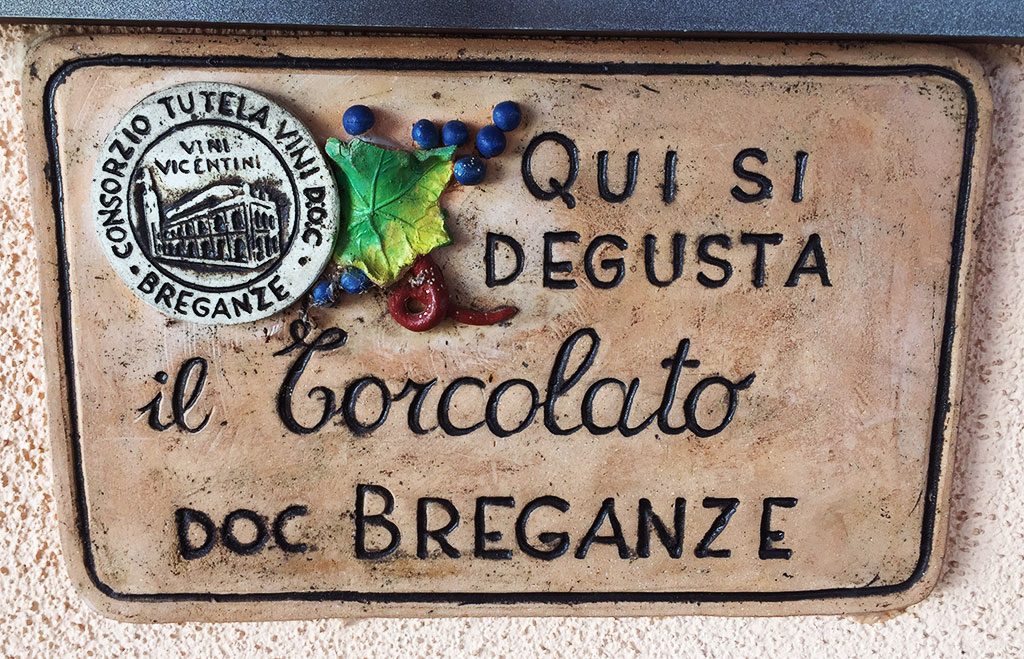 CONSORZIO TUTELA VINI DOC
• BREGANZE •
VINI
VICENTINI
QUI SI
DEGUSTA
il Torcolato
DOC BREGANZE